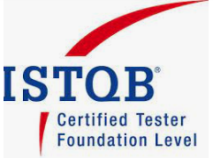 ISTQB®
Certified Tester
Foundation Level